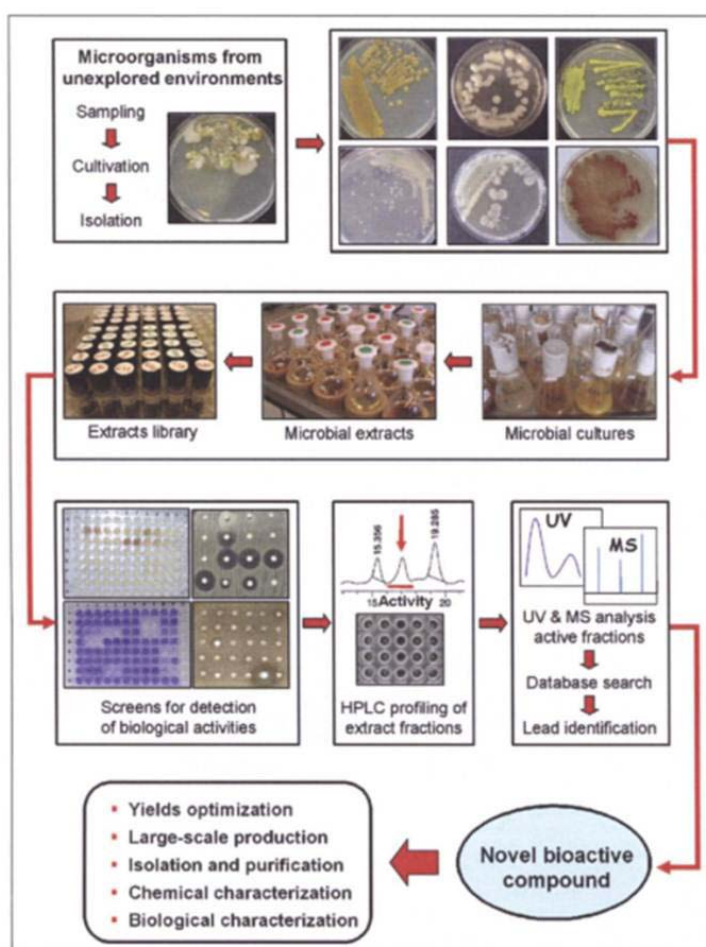 Microorganisms from
unexplored environments
Sampling
Cultivation
Isolation
Extracts library
Microbial extracts
Microbial cultures
Screens for detection
of biological activities
15.356
19.285
15
Activity
20
HPLC profiling of
extract fractions
UV
MS
UV & MS analysis
active fractions
Database search
Lead identification
Novel bioactive
compound
Yields optimization
Large-scale production
Isolation and purification
Chemical characterization
Biological characterization